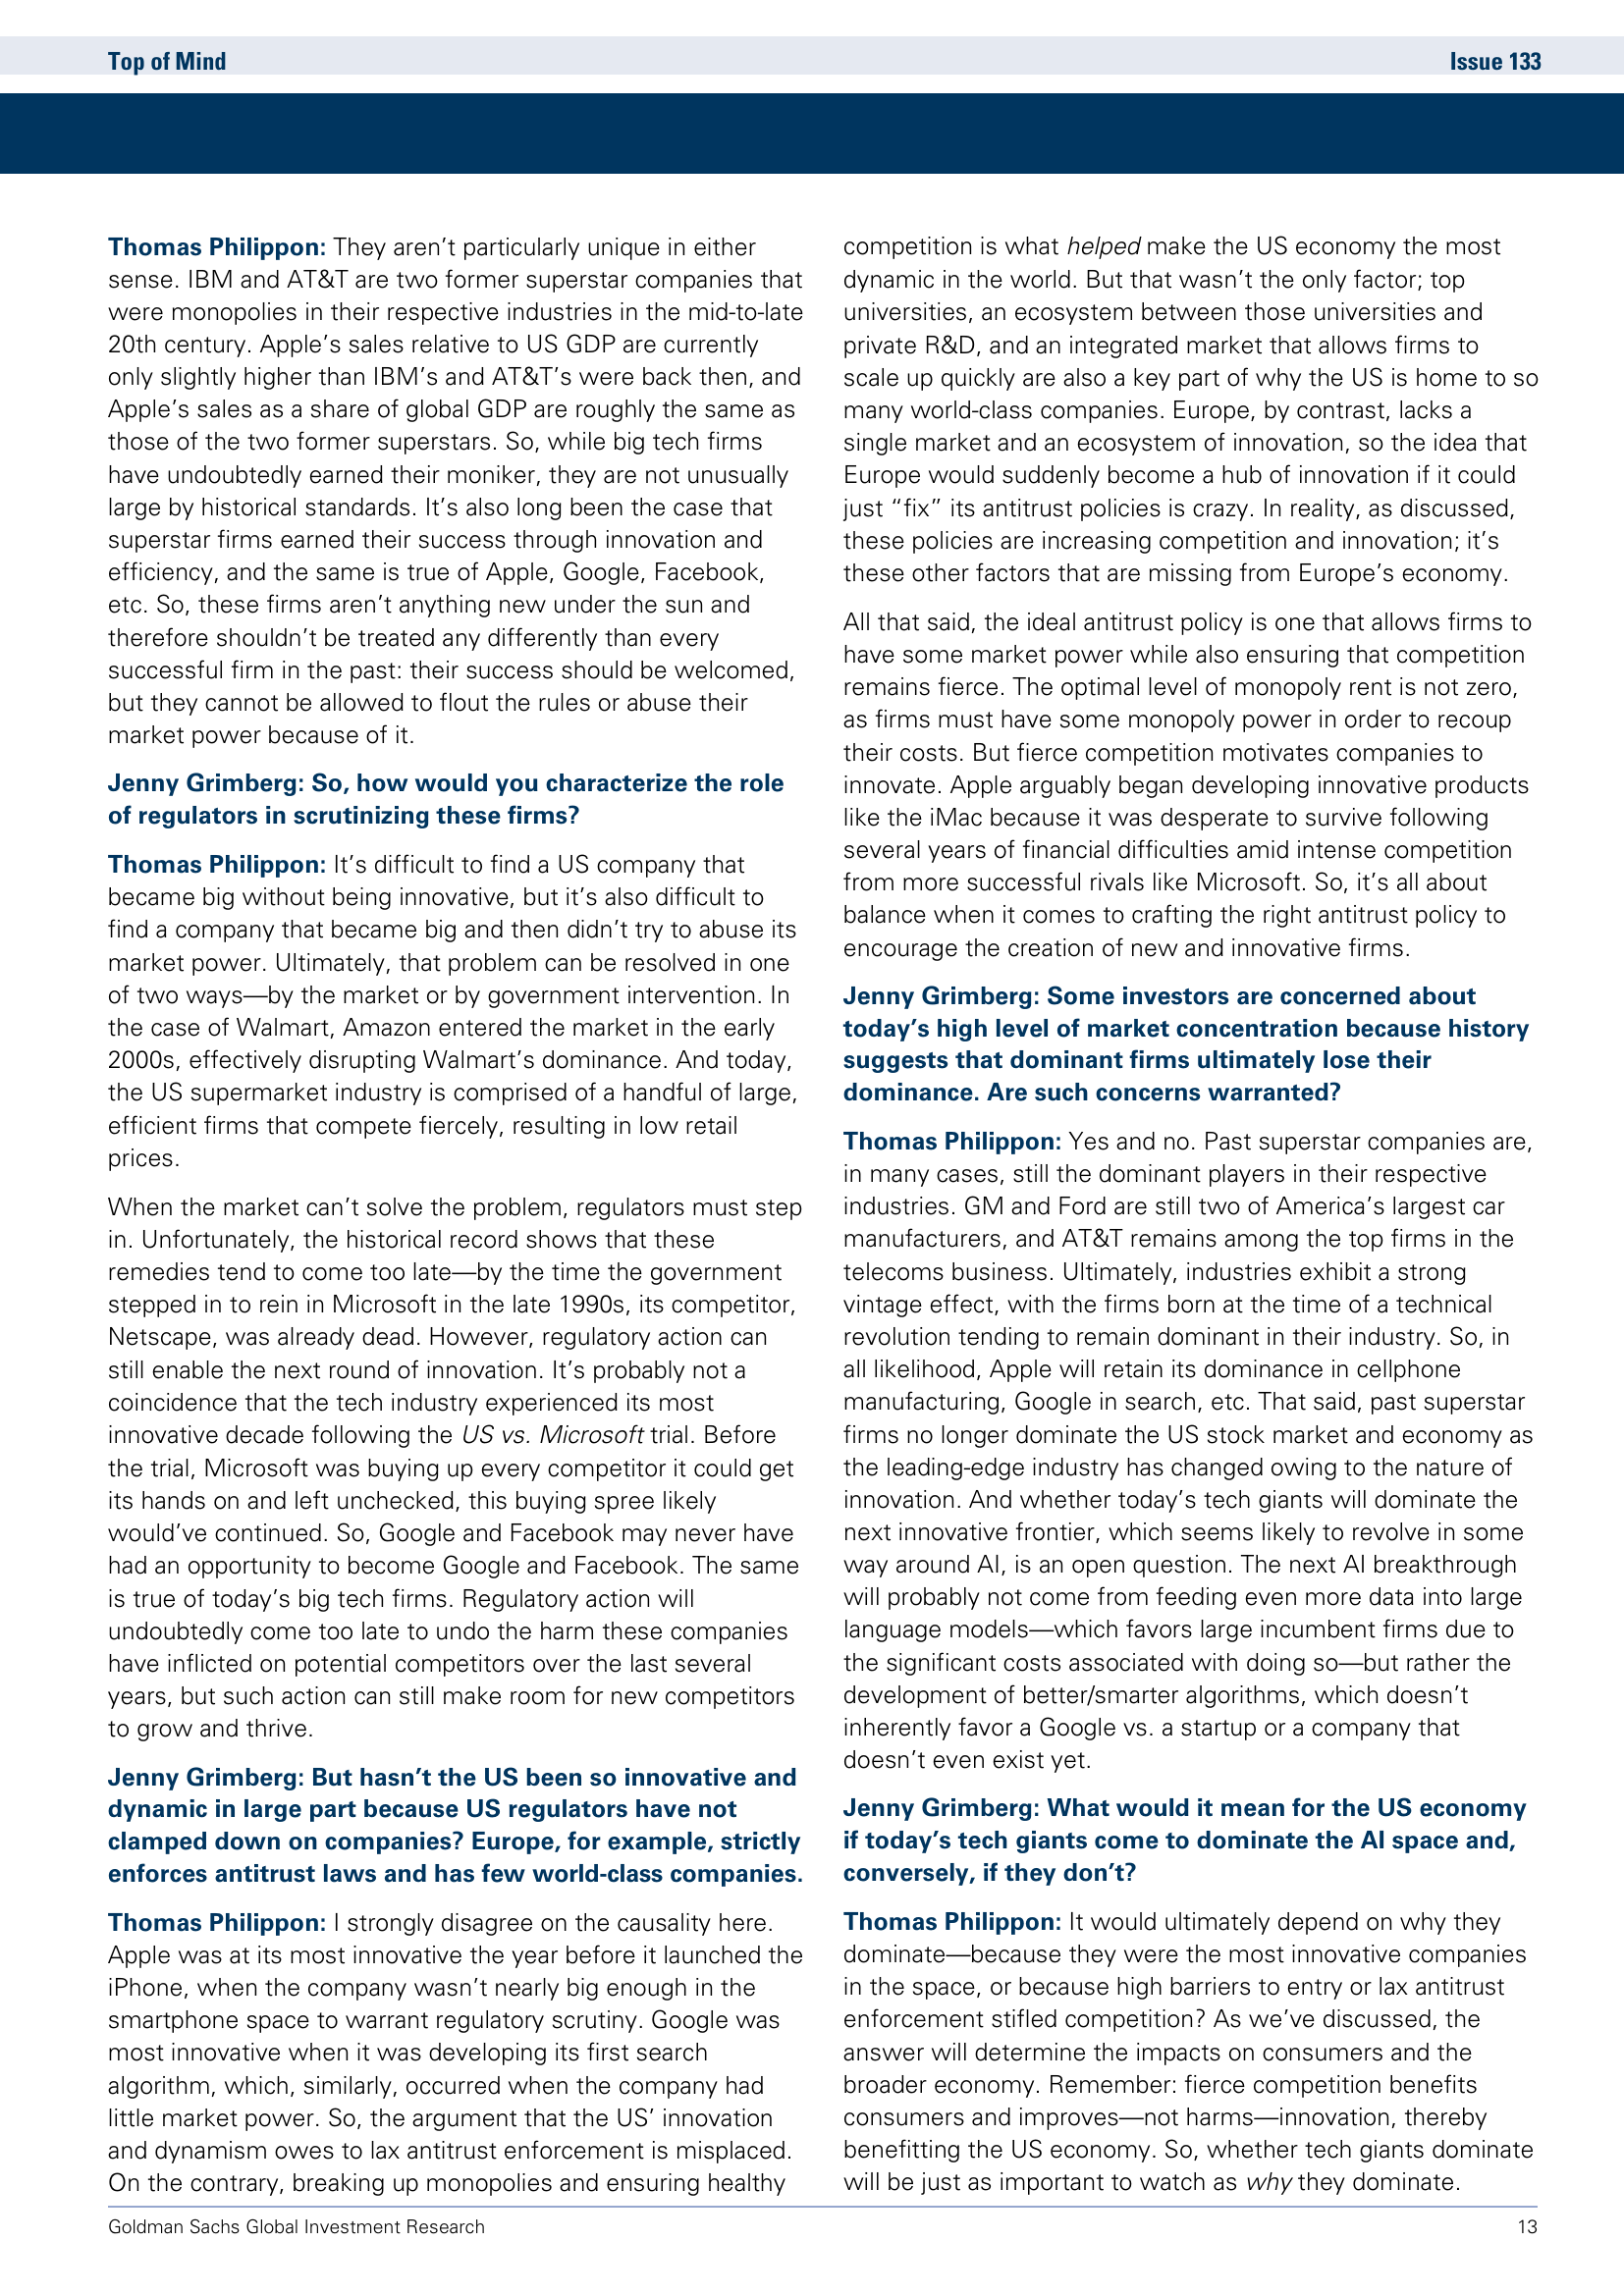 Top of Mind
Issue 133
Thomas Philippon: They aren’t particularly unique in either
sense. IBM and AT&T are two former superstar companies that
were monopolies in their respective industries in the mid-to-late
20th century. Apple’s sales relative to US GDP are currently
only slightly higher than IBM’s and AT&T’s were back then, and
Apple’s sales as a share of global GDP are roughly the same as
those of the two former superstars. So, while big tech firms
have undoubtedly earned their moniker, they are not unusually
large by historical standards. It’s also long been the case that
superstar firms earned their success through innovation and
efficiency, and the same is true of Apple, Google, Facebook,
etc. So, these firms aren’t anything new under the sun and
therefore shouldn’t be treated any differently than every
successful firm in the past: their success should be welcomed,
but they cannot be allowed to flout the rules or abuse their
market power because of it.
Jenny Grimberg: So, how would you characterize the role
of regulators in scrutinizing these firms?
Thomas Philippon: It’s difficult to find a US company that
became big without being innovative, but it’s also difficult to
find a company that became big and then didn’t try to abuse its
market power. Ultimately, that problem can be resolved in one
of two ways—by the market or by government intervention. In
the case of Walmart, Amazon entered the market in the early
2000s, effectively disrupting Walmart’s dominance. And today,
the US supermarket industry is comprised of a handful of large,
efficient firms that compete fiercely, resulting in low retail
prices.
When the market can’t solve the problem, regulators must step
in. Unfortunately, the historical record shows that these
remedies tend to come too late—by the time the government
stepped in to rein in Microsoft in the late 1990s, its competitor,
Netscape, was already dead. However, regulatory action can
still enable the next round of innovation. It’s probably not a
coincidence that the tech industry experienced its most
innovative decade following the US vs. Microsoft trial. Before
the trial, Microsoft was buying up every competitor it could get
its hands on and left unchecked, this buying spree likely
would’ve continued. So, Google and Facebook may never have
had an opportunity to become Google and Facebook. The same
is true of today’s big tech firms. Regulatory action will
undoubtedly come too late to undo the harm these companies
have inflicted on potential competitors over the last several
years, but such action can still make room for new competitors
to grow and thrive.
Jenny Grimberg: But hasn’t the US been so innovative and
dynamic in large part because US regulators have not
clamped down on companies? Europe, for example, strictly
enforces antitrust laws and has few world-class companies.
Thomas Philippon: I strongly disagree on the causality here.
Apple was at its most innovative the year before it launched the
iPhone, when the company wasn’t nearly big enough in the
smartphone space to warrant regulatory scrutiny. Google was
most innovative when it was developing its first search
algorithm, which, similarly, occurred when the company had
little market power. So, the argument that the US’ innovation
and dynamism owes to lax antitrust enforcement is misplaced.
On the contrary, breaking up monopolies and ensuring healthy
competition is what helped make the US economy the most
dynamic in the world. But that wasn’t the only factor; top
universities, an ecosystem between those universities and
private R&D, and an integrated market that allows firms to
scale up quickly are also a key part of why the US is home to so
many world-class companies. Europe, by contrast, lacks a
single market and an ecosystem of innovation, so the idea that
Europe would suddenly become a hub of innovation if it could
just “fix” its antitrust policies is crazy. In reality, as discussed,
these policies are increasing competition and innovation; it’s
these other factors that are missing from Europe’s economy.
All that said, the ideal antitrust policy is one that allows firms to
have some market power while also ensuring that competition
remains fierce. The optimal level of monopoly rent is not zero,
as firms must have some monopoly power in order to recoup
their costs. But fierce competition motivates companies to
innovate. Apple arguably began developing innovative products
like the iMac because it was desperate to survive following
several years of financial difficulties amid intense competition
from more successful rivals like Microsoft. So, it’s all about
balance when it comes to crafting the right antitrust policy to
encourage the creation of new and innovative firms.
Jenny Grimberg: Some investors are concerned about
today’s high level of market concentration because history
suggests that dominant firms ultimately lose their
dominance. Are such concerns warranted?
Thomas Philippon: Yes and no. Past superstar companies are,
in many cases, still the dominant players in their respective
industries. GM and Ford are still two of America’s largest car
manufacturers, and AT&T remains among the top firms in the
telecoms business. Ultimately, industries exhibit a strong
vintage effect, with the firms born at the time of a technical
revolution tending to remain dominant in their industry. So, in
all likelihood, Apple will retain its dominance in cellphone
manufacturing, Google in search, etc. That said, past superstar
firms no longer dominate the US stock market and economy as
the leading-edge industry has changed owing to the nature of
innovation. And whether today’s tech giants will dominate the
next innovative frontier, which seems likely to revolve in some
way around AI, is an open question. The next AI breakthrough
will probably not come from feeding even more data into large
language models—which favors large incumbent firms due to
the significant costs associated with doing so—but rather the
development of better/smarter algorithms, which doesn’t
inherently favor a Google vs. a startup or a company that
doesn’t even exist yet.
Jenny Grimberg: What would it mean for the US economy
if today’s tech giants come to dominate the AI space and,
conversely, if they don’t?
Thomas Philippon: It would ultimately depend on why they
dominate—because they were the most innovative companies
in the space, or because high barriers to entry or lax antitrust
enforcement stifled competition? As we’ve discussed, the
answer will determine the impacts on consumers and the
broader economy. Remember: fierce competition benefits
consumers and improves—not harms—innovation, thereby
benefitting the US economy. So, whether tech giants dominate
will be just as important to watch as why they dominate.
Goldman Sachs Global Investment Research
13